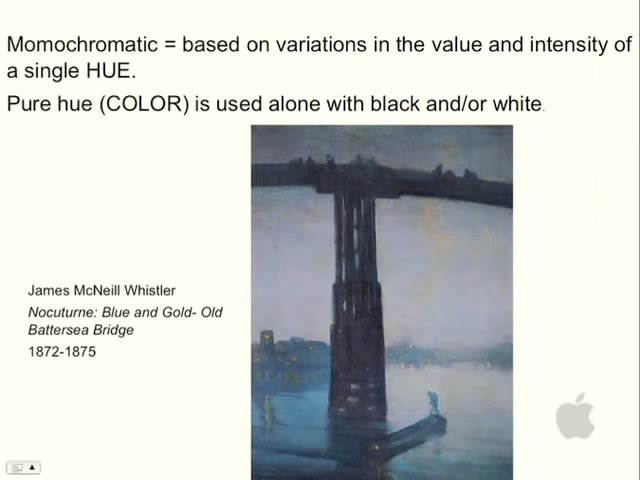 Momochromatic = based on variations in the value and intensity of
a single HUE.
Pure hue (COLOR) is used alone with black and/or white.
James McNeill Whistler
Nocuturne: Blue and Gold- Old
Battersea Bridge
1872-1875